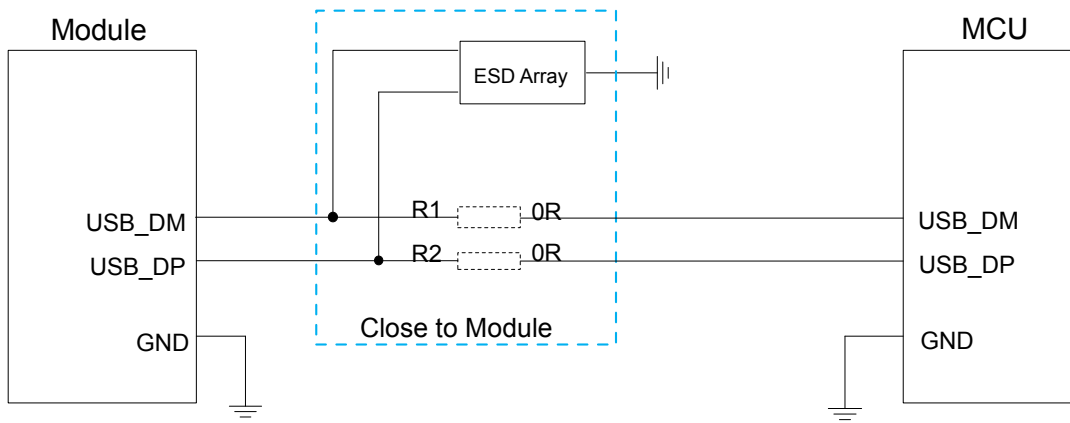 Module
MCU
ESD Array
USB_DM
R1
0R
USB_DM
USB_DP
R2
0R
USB_DP
Close to Module
GND
GND